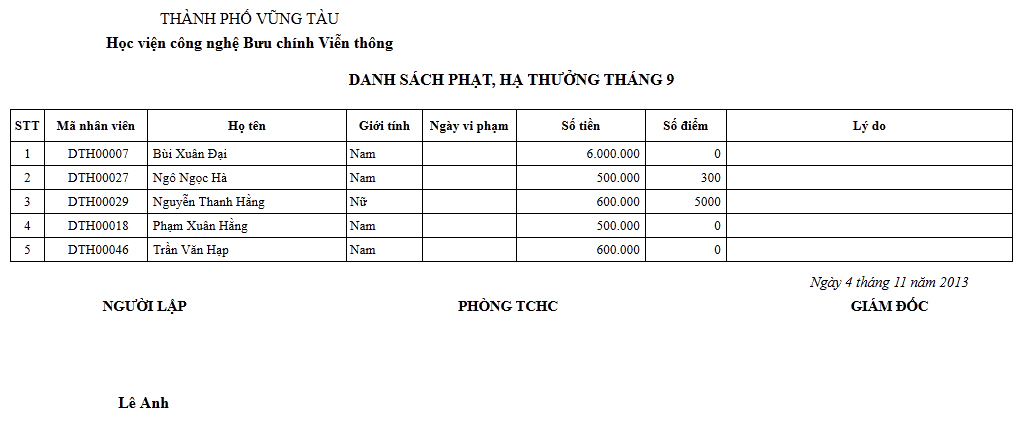 THÀNH PHỐ VŨNG TÀU
Học viện công nghệ Bưu chính Viễn thông
DANH SÁCH PHẠT, HẠ THƯỞNG THÁNG 9
STT Mã nhân viên Họ tên Giới tính Ngày vi phạm Số tiền Số điểm Lý do
1 DTH00007 Bùi Xuân Đại Nam 6.000.000 0
2 DTH00027 Ngô Ngọc Hà Nam 500.000 300
3 DTH00029 Nguyễn Thanh Hằng Nữ 600.000 5000
4 DTH00018 Phạm Xuân Hằng Nam 500.000 0
5 DTH00046 Trần Văn Hạp Nam 600.000 0
Ngày 4 tháng 11 năm 2013
NGƯỜI LẬP PHÒNG TCHC GIÁM ĐỐC
Lê Anh